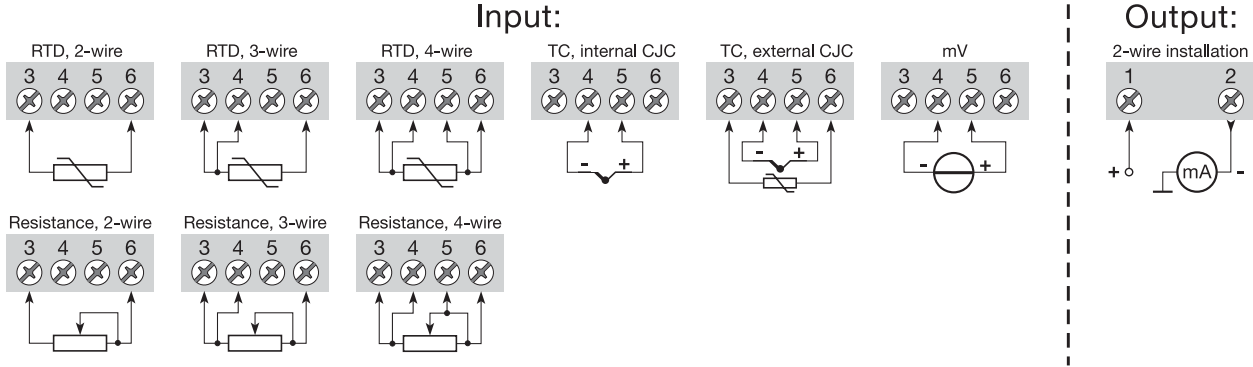 Input:
Output:
RTD, 2-wire
3 4 5 6
RTD, 3-wire
3 4 5 6
RTD, 4-wire
3 4 5 6
TC, internal CJC
3 4 5 6
- +
TC, external CJC
3 4 5 6
- +
mV
3 4 5 6
- +
2-wire installation
1 2
+ mA -
Resistance, 2-wire
3 4 5 6
Resistance, 3-wire
3 4 5 6
Resistance, 4-wire
3 4 5 6